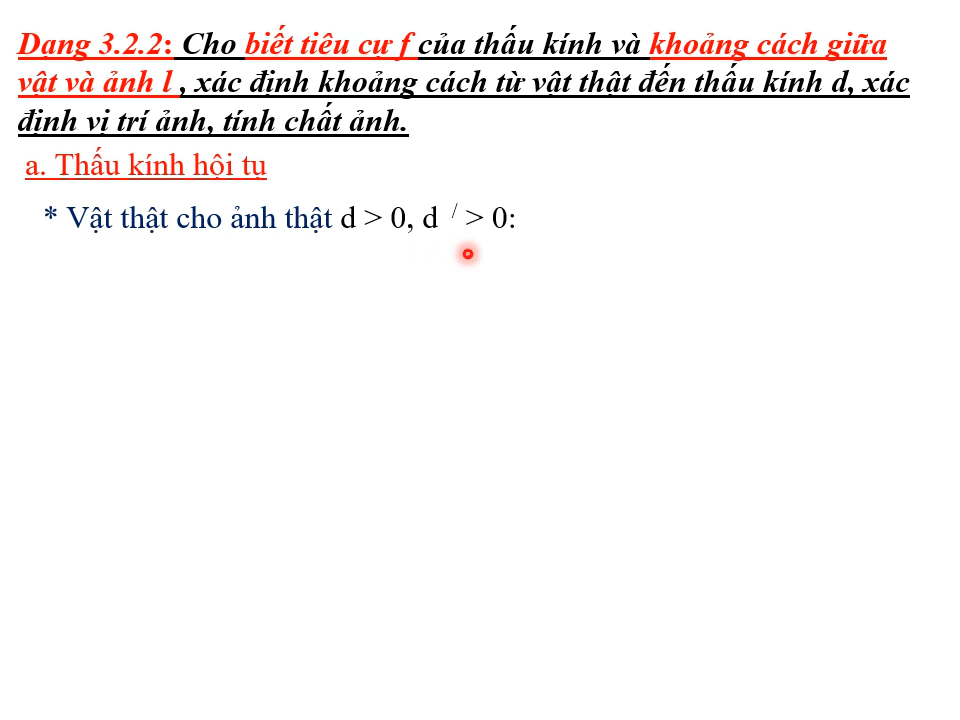 Dạng 3.2.2: Cho biết tiêu cự f của thấu kính và khoảng cách giữa
vật và ảnh l , xác định khoảng cách từ vật thật đến thấu kính d, xác
định vị trí ảnh, tính chất ảnh.
a. Thấu kính hội tụ
* Vật thật cho ảnh thật d > 0, d / > 0: